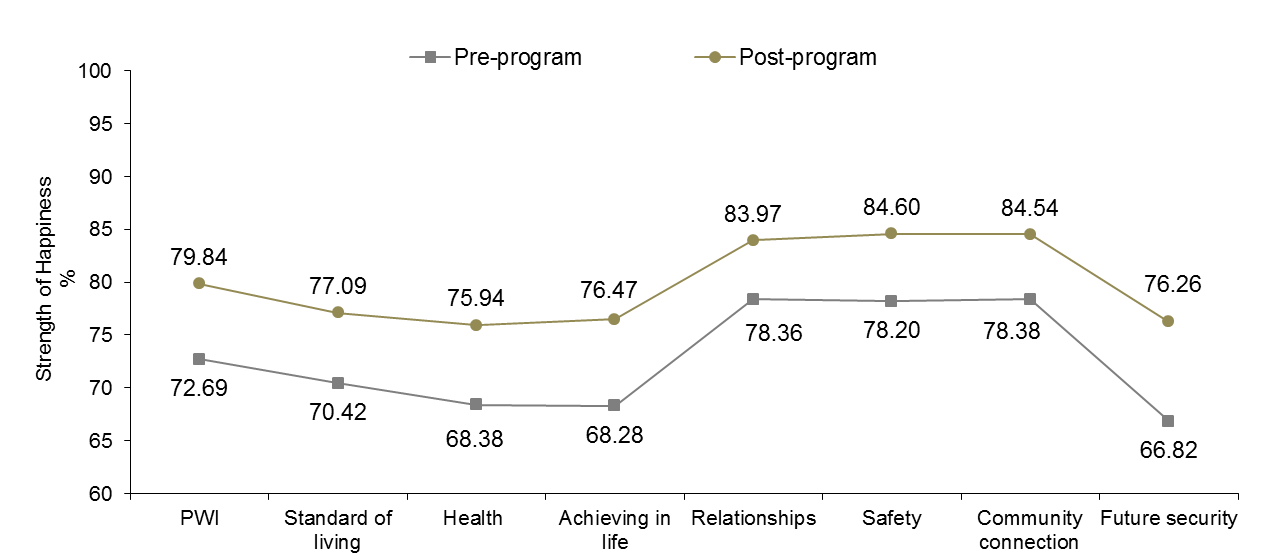 Pre-program
Post-program
100
95
90
85
80
75
70
65
60
Strength of Happiness
%
79.84
77.09
75.94
76.47
83.97
84.60
84.54
76.26
72.69
70.42
68.38
68.28
78.36
78.20
78.38
66.82
PWI
Standard of
living
Health
Achieving in
life
Relationships
Safety
Community
connection
Future security